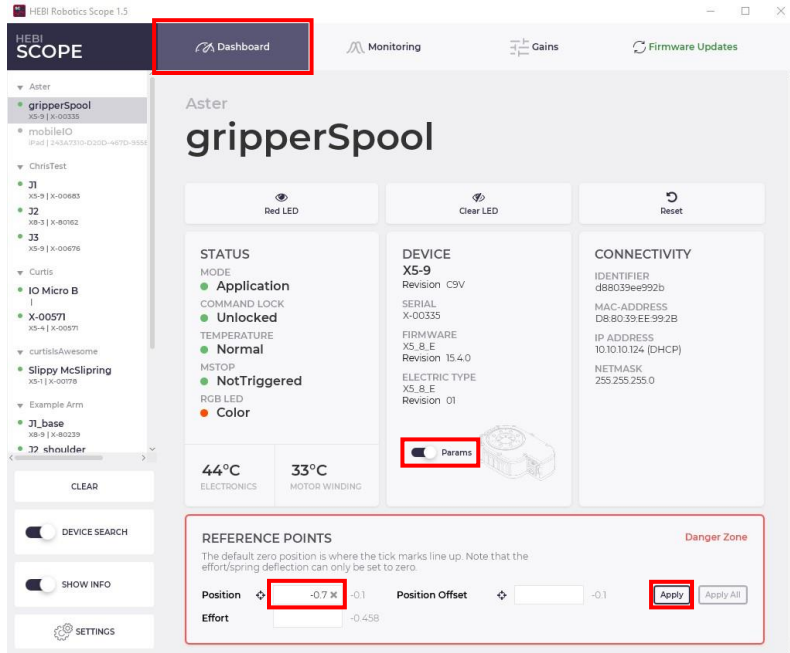 HEBI Robotics Scope 1.5
HEBI
SCOPE
Dashboard
Monitoring
Gains
Firmware Updates
Aster
gripperSpool
X5-9 | X-00335
mobileIO
ChrisTest
J1
X5-9 | X-00683
J2
X8-3 | X-80162
J3
X5-9 | X-00676
Curtis
IO Micro B
|
X-00571
X5-4 | X-00571
curtisIsAwesome
Slippy McSlipring
X5-1 | X-00178
Example Arm
J1_base
X8-9 | X-80239
J2_shoulder
CLEAR
DEVICE SEARCH
SHOW INFO
SETTINGS
Aster
gripperSpool
Red LED
Clear LED
Reset
STATUS
MODE
Application
COMMAND LOCK
Unlocked
TEMPERATURE
Normal
MSTOP
NotTriggered
RGB LED
Color
44°C
ELECTRONICS
33°C
MOTOR WINDING
DEVICE
X5-9
Revision C9V
SERIAL
X-00335
FIRMWARE
X5_8_E
Revision 15.4.0
ELECTRIC TYPE
X5_8_E
Revision 01
Params
CONNECTIVITY
IDENTIFIER
d88039ee992b
MAC-ADDRESS
D8:80:39:EE:99:2B
IP ADDRESS
10.10.10.124 (DHCP)
NETMASK
255.255.255.0
REFERENCE POINTS
Danger Zone
The default zero position is where the tick marks line up. Note that the
effort/spring deflection can only be set to zero.
Position -0.7 -0.1 Position Offset -0.1 Apply Apply All
Effort -0.458